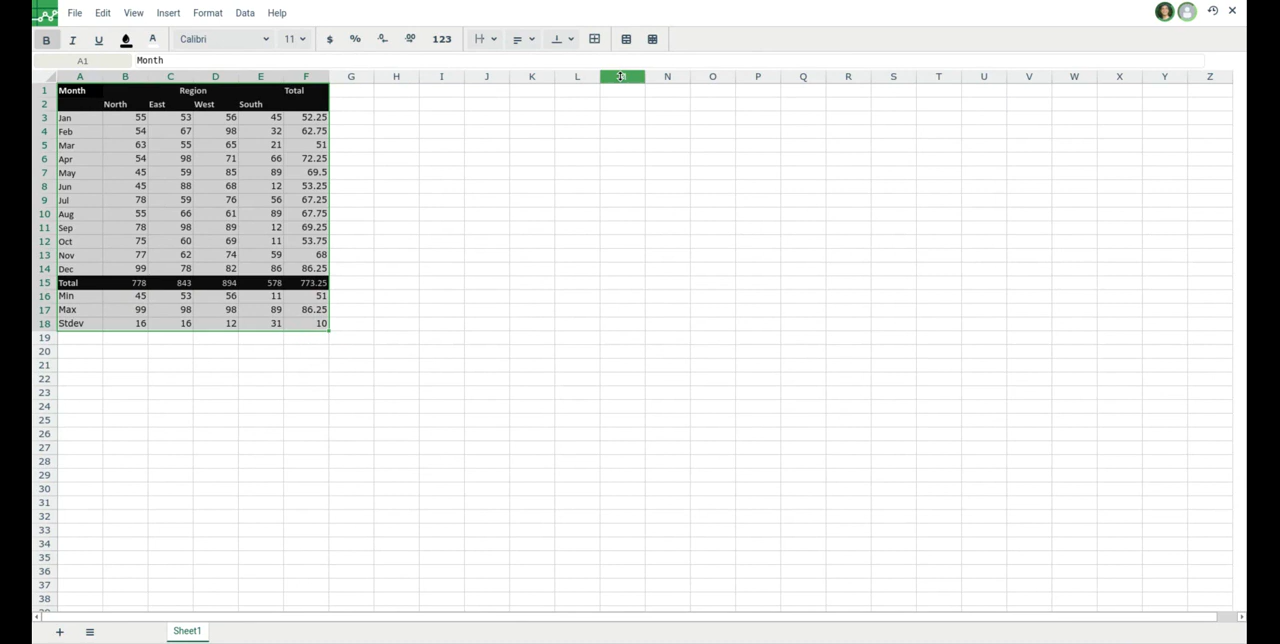 File Edit View Insert Format Data Help
B I U A Calibri 11 $ % .0 .00 123
A1 Month
A B C D E F G H I J K L N O P Q R S T U V W X Y Z
1 Month Region Total
2 North East West South
3 Jan 55 53 56 45 52.25
4 Feb 54 67 98 32 62.75
5 Mar 63 55 65 21 51
6 Apr 54 98 71 66 72.25
7 May 45 59 85 89 69.5
8 Jun 45 88 68 12 53.25
9 Jul 78 59 76 56 67.25
10 Aug 55 66 61 89 67.75
11 Sep 78 98 89 12 69.25
12 Oct 75 60 69 11 53.75
13 Nov 77 62 74 59 68
14 Dec 99 78 82 86 86.25
15 Total 778 843 894 578 773.25
16 Min 45 53 56 11 51
17 Max 99 98 98 89 86.25
18 Stdev 16 16 12 31 10
19
20
21
22
23
24
25
26
27
28
29
30
31
32
33
34
35
36
37
38
Sheet1